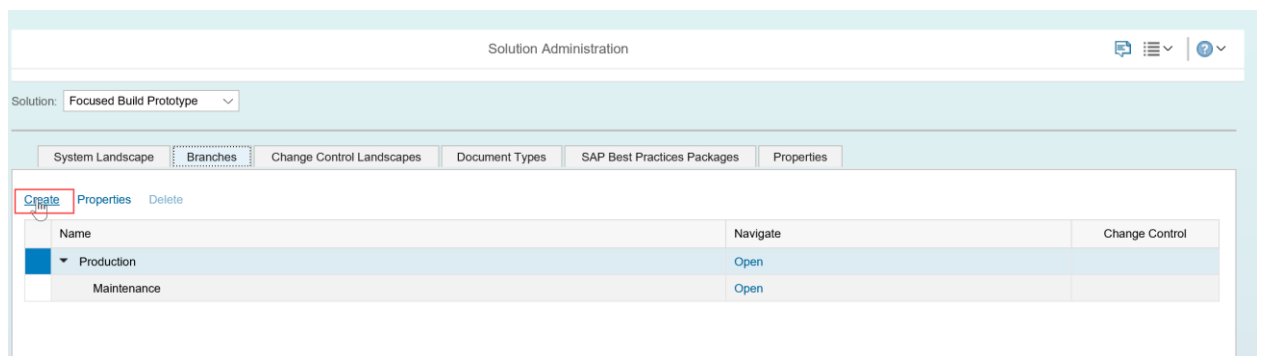 Solution Administration
Solution: Focused Build Prototype
System Landscape Branches Change Control Landscapes Document Types SAP Best Practices Packages Properties
Create Properties Delete
Name Navigate Change Control
Production Open
Maintenance Open